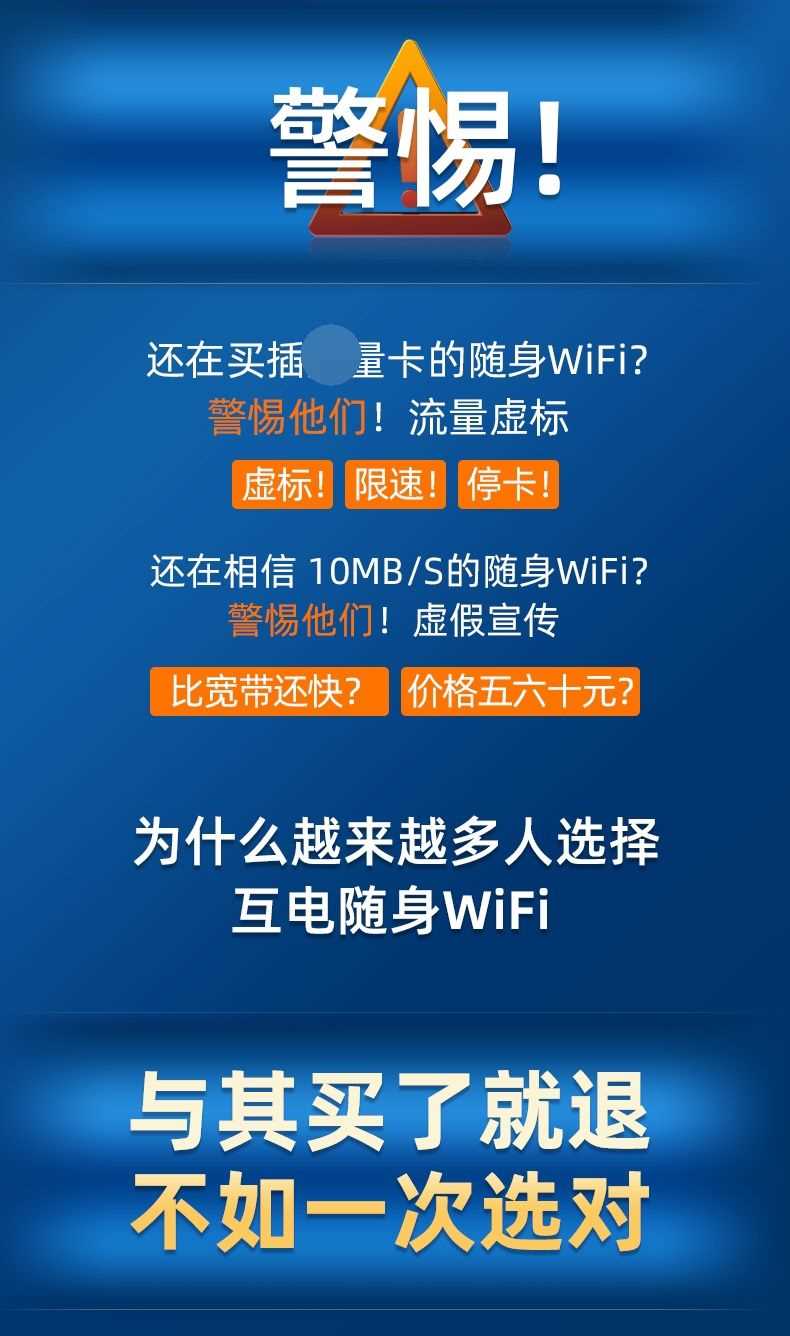 警惕!
还在买插 量卡的随身WiFi?
警惕他们! 流量虚标
虚标! 限速! 停卡!
还在相信 10MB/S的随身WiFi?
警惕他们! 虚假宣传
比宽带还快? 价格五六十元?
为什么越来越多人选择
互电随身WiFi
与其买了就退
不如一次选对